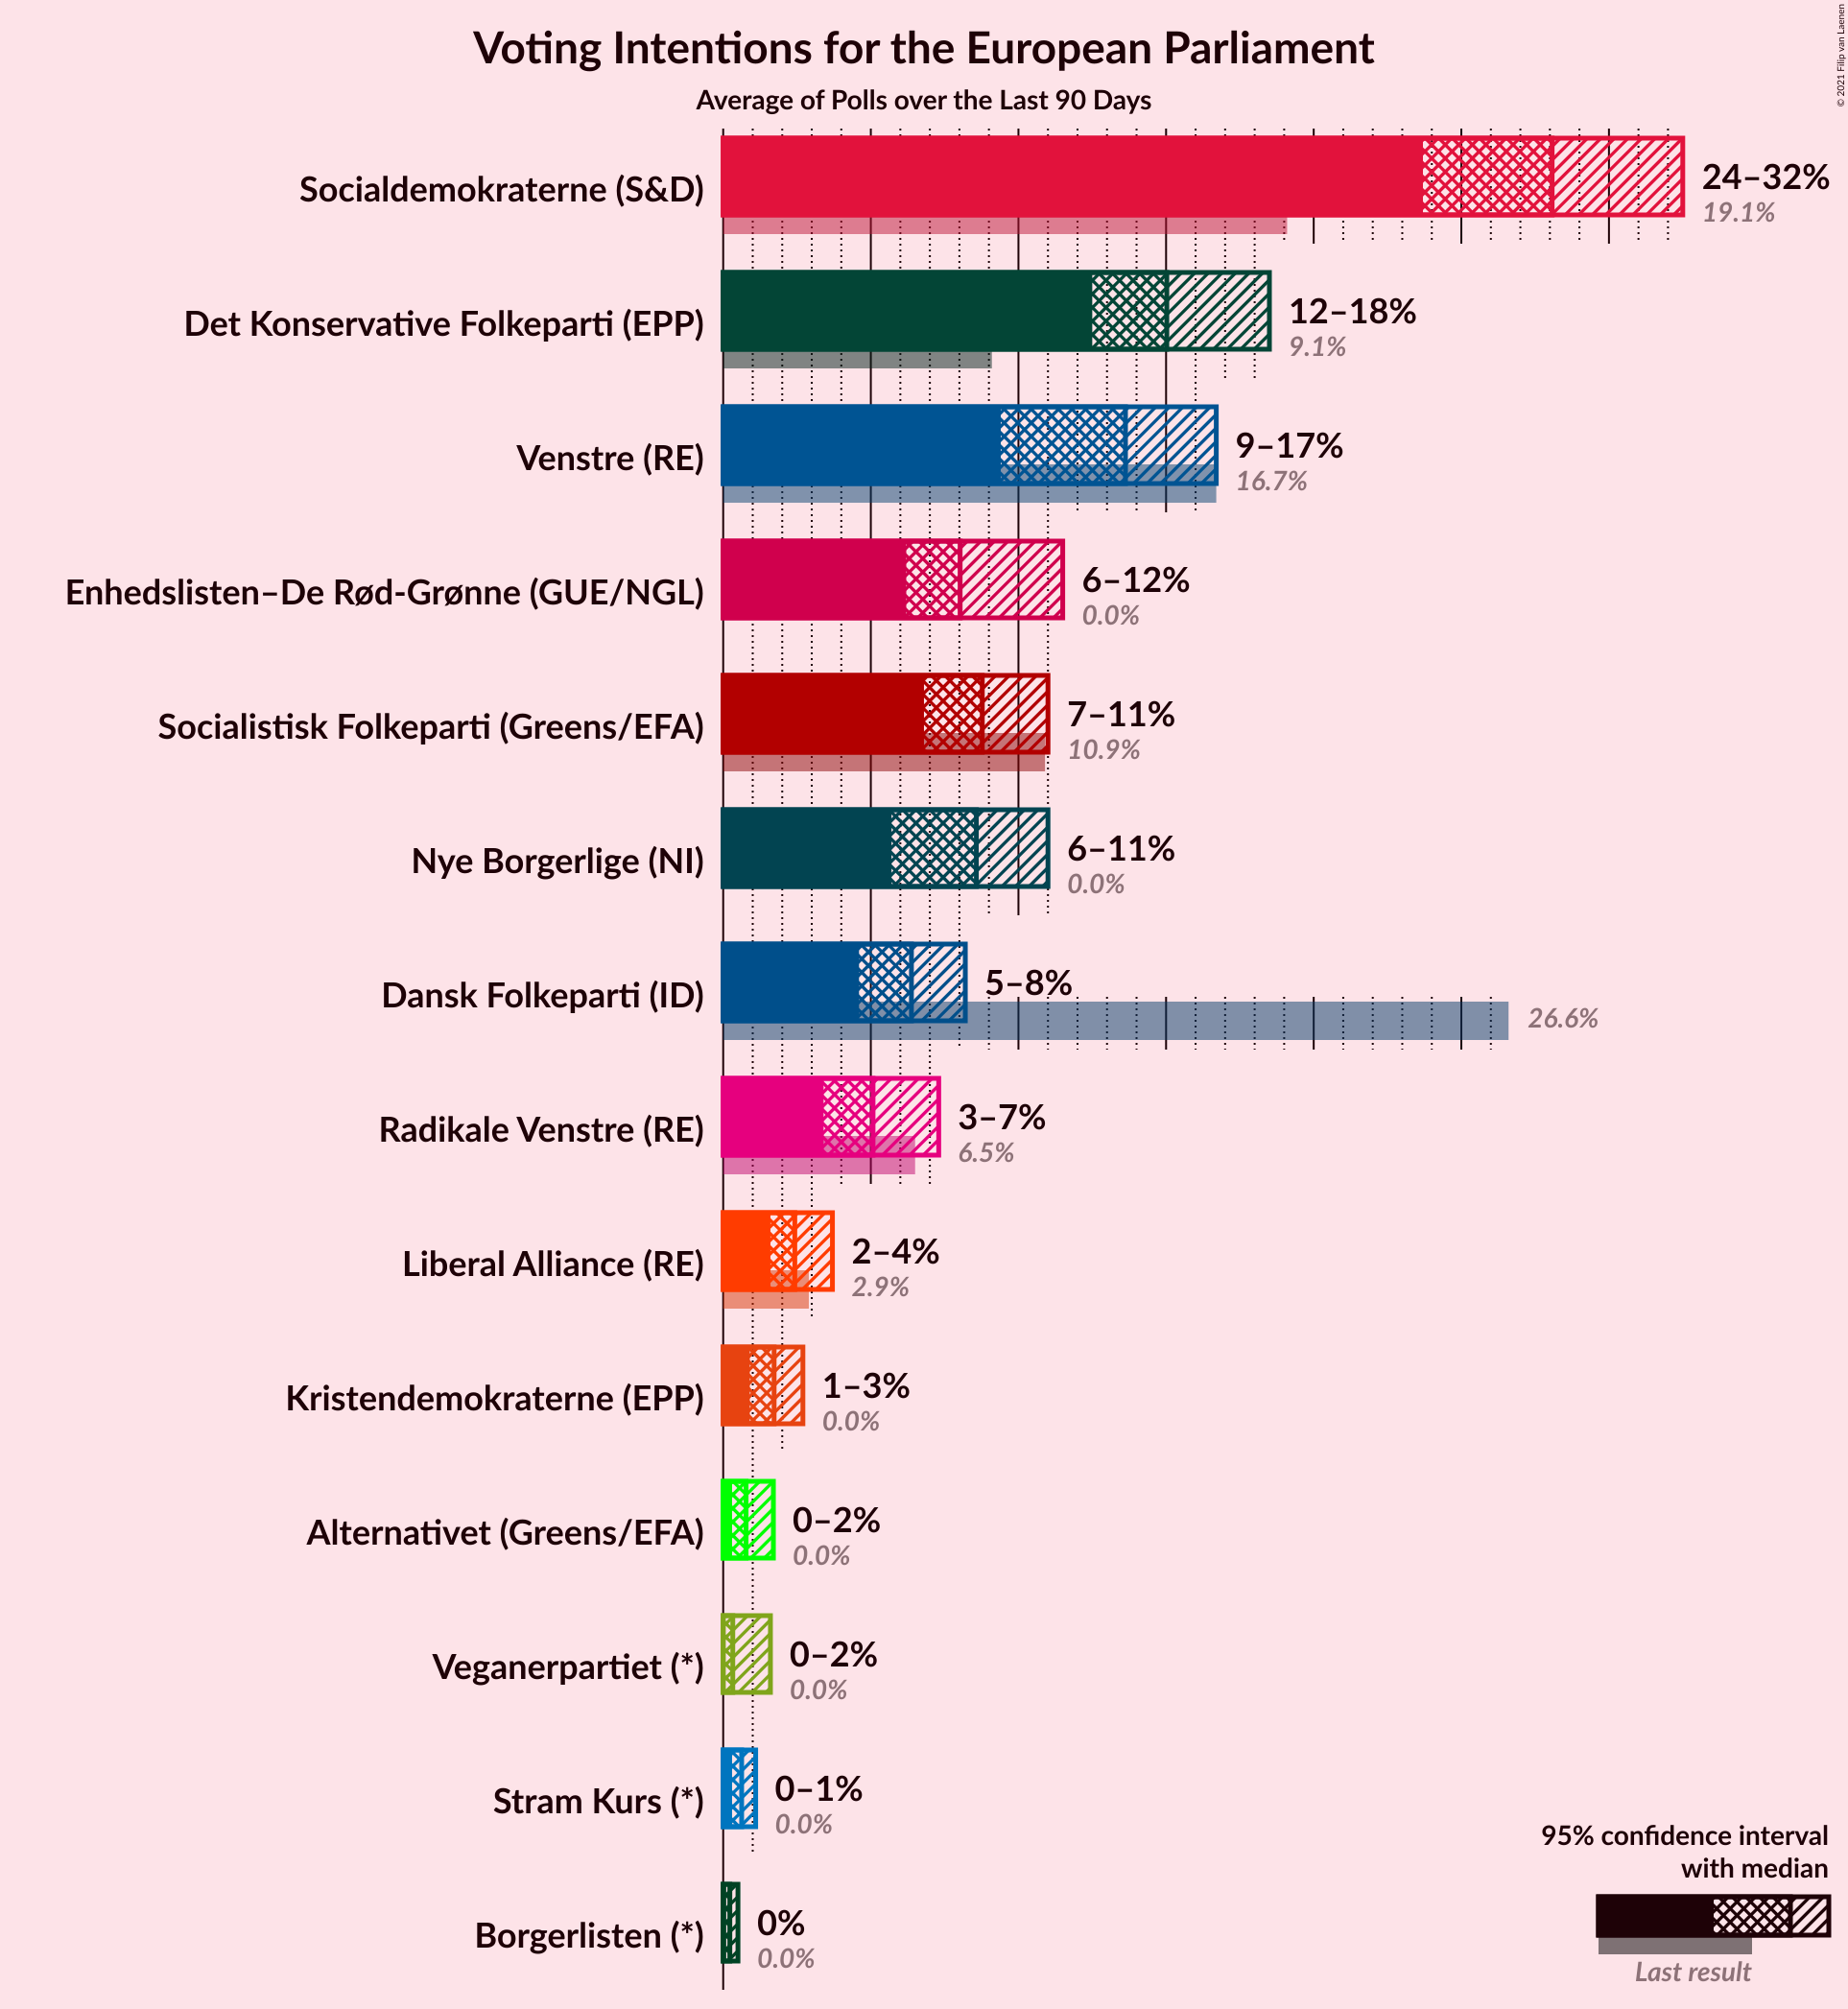 Voting Intentions for the European Parliament
Average of Polls over the Last 90 Days
© 2021 Filip van Laenen
Socialdemokraterne (S&D)
24–32%
19.1%
Det Konservative Folkeparti (EPP)
12–18%
9.1%
Venstre (RE)
9–17%
16.7%
Enhedslisten–De Rød-Grønne (GUE/NGL)
6–12%
0.0%
Socialistisk Folkeparti (Greens/EFA)
7–11%
10.9%
Nye Borgerlige (NI)
6–11%
0.0%
Dansk Folkeparti (ID)
5–8%
26.6%
Radikale Venstre (RE)
3–7%
6.5%
Liberal Alliance (RE)
2–4%
2.9%
Kristendemokraterne (EPP)
1–3%
0.0%
Alternativet (Greens/EFA)
0–2%
0.0%
Veganerpartiet (*)
0–2%
0.0%
Stram Kurs (*)
0–1%
0.0%
Borgerlisten (*)
0%
0.0%
95% confidence interval
with median
Last result